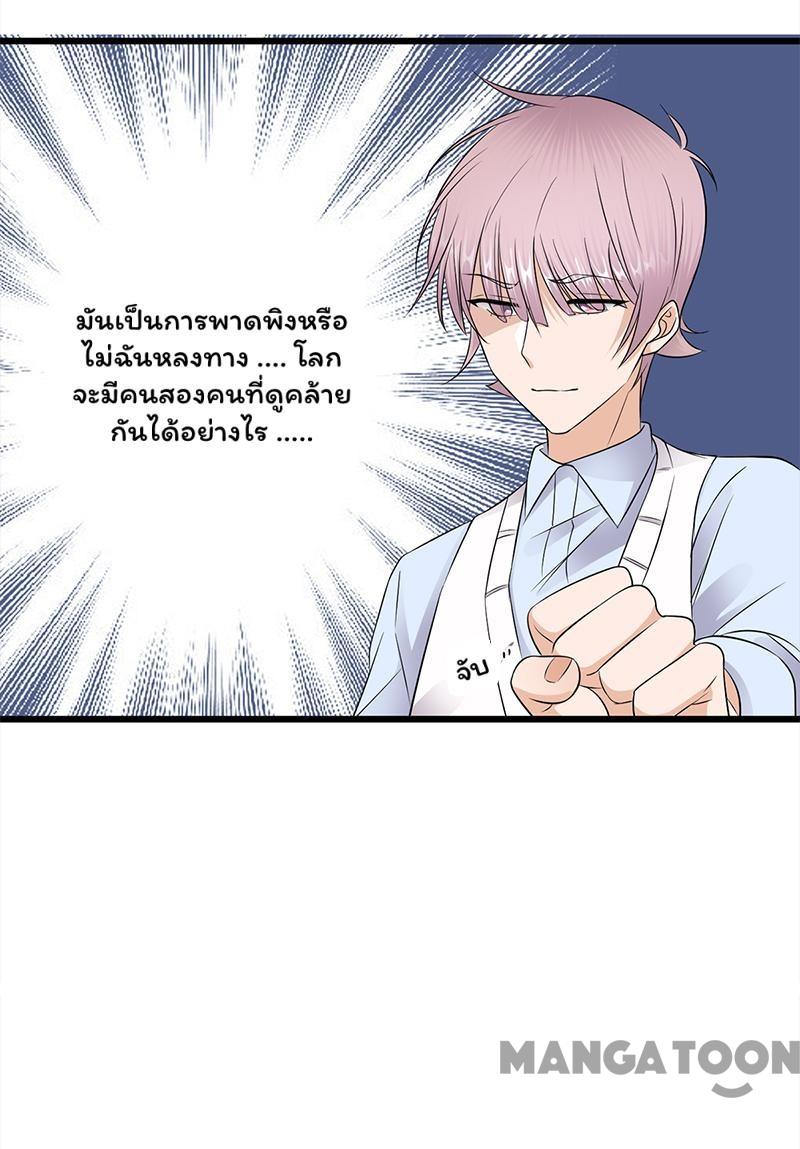 มันเป็นการพาดพิงหรือ
ไม่ฉันหลงทาง .... โลก
จะมีคนสองคนที่ดูคล้าย
กันได้อย่างไร .....
จับ
MANGATOON